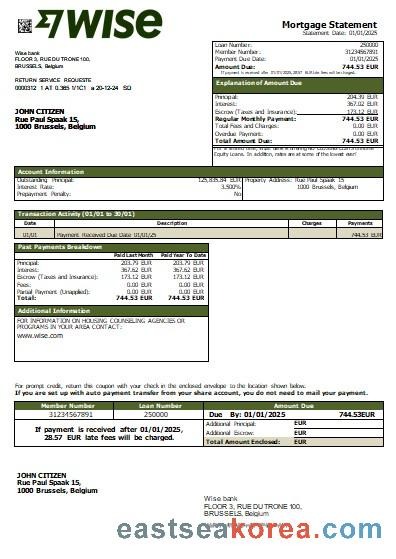 WISE
Mortgage Statement
Statement Date: 01/01/2025
Wise bank
FLOOR 3, RUE DU TRONE 100,
BRUSSELS, Belgium
Loan Number: 250000
Member Number: 31234567891
Payment Due Date: 01/01/2025
Amount Due: 744.53 EUR
If payment is received after 01/01/2025, 28.57 EUR late fees will be charged.
RETURN SERVICE REQUESTE
0000312 1 AT 0.365 1/1C1 a 20-12-24 SD
Explanation of Amount Due
Principal: 204.39 EUR
Interest: 367.02 EUR
Escrow (Taxes and Insurance): 173.12 EUR
Regular Monthly Payment: 744.53 EUR
Total Fees and Charges: 0.00 EUR
Overdue Payment: 0.00 EUR
Total Amount Due: 744.53 EUR
JOHN CITIZEN
Rue Paul Spaak 15,
1000 Brussels, Belgium
Equity Loans. In addition, rates are at some of the lowest ever!
Account Information
Outstanding Principal: 125,835.84 EUR
Interest Rate: 3.500%
Prepayment Penalty: No
Property Address: Rue Paul Spaak 15
1000 Brussels, Belgium
Transaction Activity (01/01 to 30/01)
Date Description Charges Payments
01/01 Payment Received Due Date 01/01/25 744.53 EUR
Past Payments Breakdown
Paid Last Month Paid Year To Date
Principal: 203.79 EUR 203.79 EUR
Interest: 367.62 EUR 367.62 EUR
Escrow (Taxes and Insurance): 173.12 EUR 173.12 EUR
Fees: 0.00 EUR 0.00 EUR
Partial Payment (Unapplied): 0.00 EUR 0.00 EUR
Total: 744.53 EUR 744.53 EUR
Additional Information
FOR INFORMATION ON HOUSING COUNSELING AGENCIES OR
PROGRAMS IN YOUR AREA CONTACT:
www.wise.com
For prompt credit, return this coupon with your check in the enclosed envelope to the location shown below.
If you are set up with auto payment transfer from your share account, you do not need to mail your payment.
Member Number Loan Number Amount Due
31234567891 250000 Due By: 01/01/2025 744.53EUR
If payment is received after 01/01/2025,
28.57 EUR late fees will be charged.
Additional Principal: EUR
Additional Escrow: EUR
Total Amount Enclosed: EUR
JOHN CITIZEN
Rue Paul Spaak 15,
1000 Brussels, Belgium
Wise bank
FLOOR 3, RUE DU TRONE 100,
BRUSSELS, Belgium
eastseakorea.com